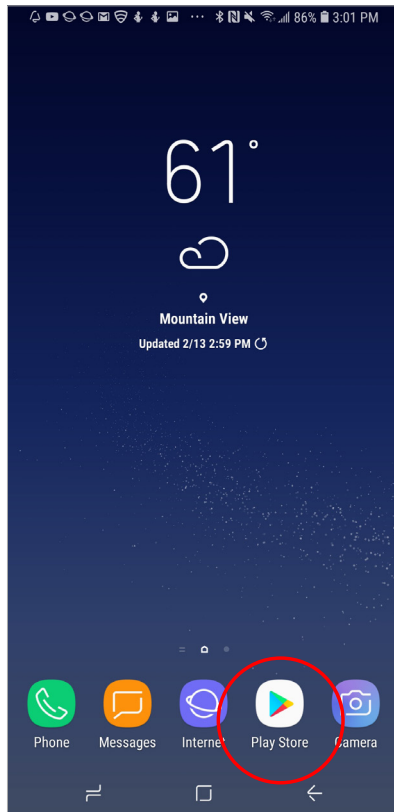 86% 3:01 PM
61°
Mountain View
Updated 2/13 2:59 PM
Phone
Messages
Internet
Play Store
Camera